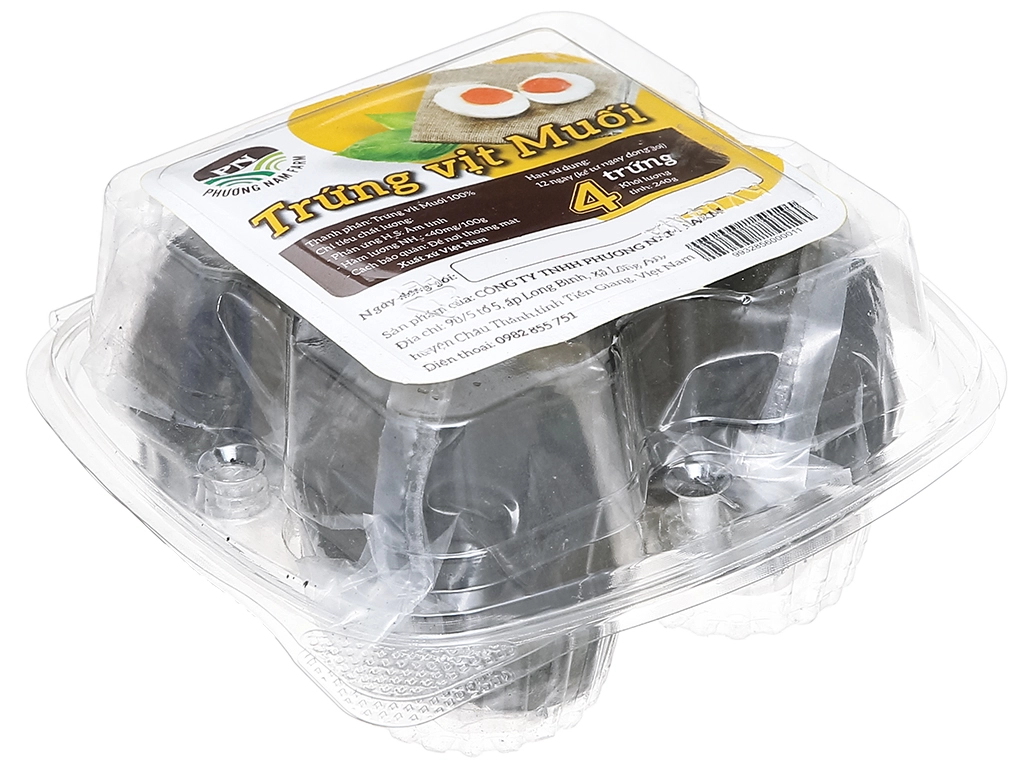 PTN
PHƯƠNG NAM FARM
Trứng vịt Muối
Thành phần: Trứng vịt Muối 100%
Chỉ tiêu chất lượng:
- Phản ứng H₂S: Âm tính
- Hàm lượng NH₃ <40mg/100g
- Cách bảo quản: Để nơi thoáng mát
Xuất xứ Việt Nam
Hạn sử dụng:
12 ngày (kể từ ngày đóng gói)
4 trứng
Khối lượng
tịnh: 240g
Ngày đóng gói:
Sản phẩm của: CÔNG TY TNHH PHƯƠNG NAM
Địa chỉ: 90/5 tổ 5, ấp Long Bình, xã Long An,
huyện Châu Thành, tỉnh Tiền Giang, Việt Nam
Điện thoại: 0982 855 751